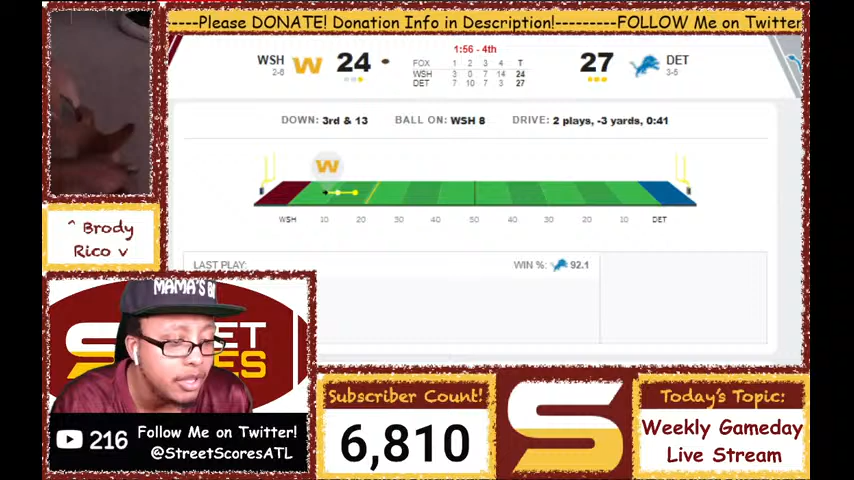 ----Please DONATE! Donation Info in Description!---------FOLLOW Me on Twitter
1:56 - 4th
WSH
2-6
W
24
FOX 1 2 3 4 T
WSH 3 0 7 14 24
DET 7 10 7 3 27
27
DET
3-5
DOWN: 3rd & 13 BALL ON: WSH 8 DRIVE: 2 plays, -3 yards, 0:41
W
WSH 10 20 30 40 50 40 30 20 10 DET
^ Brody
Rico v
LAST PLAY:
WIN %: 92.1
MAMA'S
216
Follow Me on Twitter!
@StreetScoresATL
Subscriber Count!
6,810
S
Today's Topic:
Weekly Gameday
Live Stream